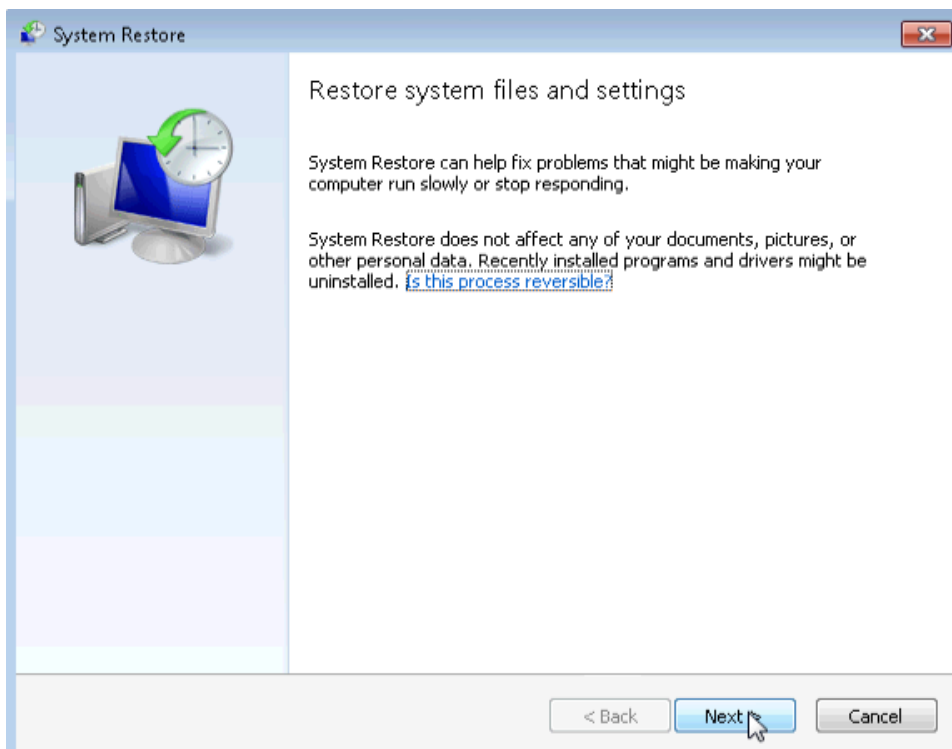 System Restore
Restore system files and settings
System Restore can help fix problems that might be making your
computer run slowly or stop responding.
System Restore does not affect any of your documents, pictures, or
other personal data. Recently installed programs and drivers might be
uninstalled. Is this process reversible?
< Back Next > Cancel